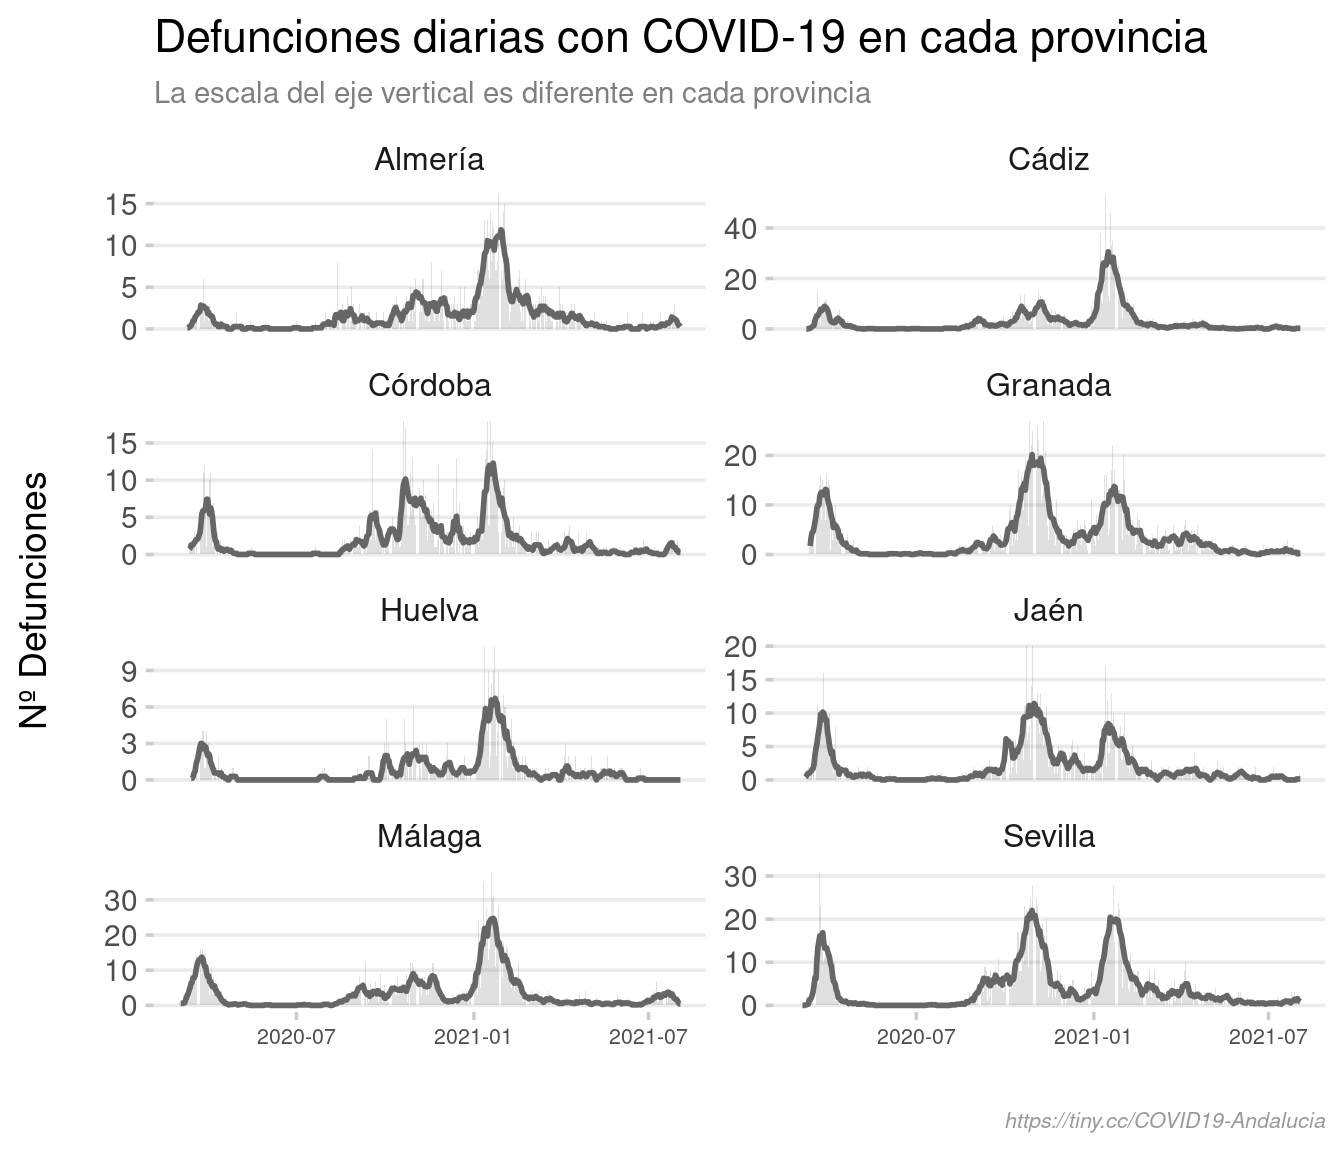 Defunciones diarias con COVID-19 en cada provincia
La escala del eje vertical es diferente en cada provincia
Nº Defunciones
Almería
15
10
5
0
Cádiz
40
20
0
Córdoba
15
10
5
0
Granada
20
10
0
Huelva
9
6
3
0
Jaén
20
15
10
5
0
Málaga
30
20
10
0
2020-07 2021-01 2021-07
Sevilla
30
20
10
0
2020-07 2021-01 2021-07
https://tiny.cc/COVID19-Andalucia